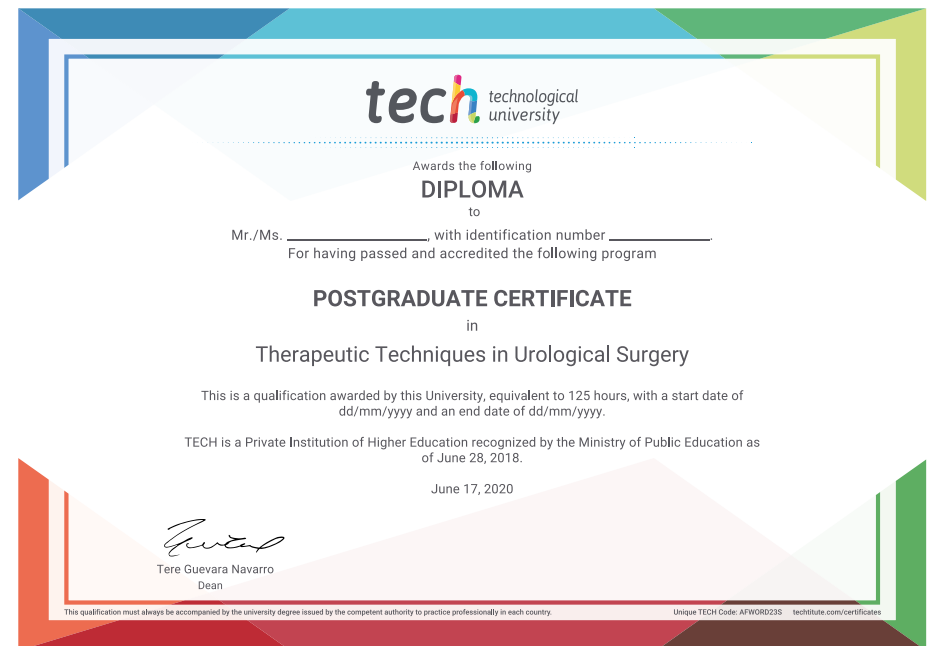 tech technological
university
Awards the following
DIPLOMA
to
Mr./Ms. ____________________, with identification number ______________.
For having passed and accredited the following program
POSTGRADUATE CERTIFICATE
in
Therapeutic Techniques in Urological Surgery
This is a qualification awarded by this University, equivalent to 125 hours, with a start date of
dd/mm/yyyy and an end date of dd/mm/yyyy.
TECH is a Private Institution of Higher Education recognized by the Ministry of Public Education as
of June 28, 2018.
June 17, 2020
Tere Guevara Navarro
Dean
This qualification must always be accompanied by the university degree issued by the competent authority to practice professionally in each country.
Unique TECH Code: AFWORD23S techtitute.com/certificates